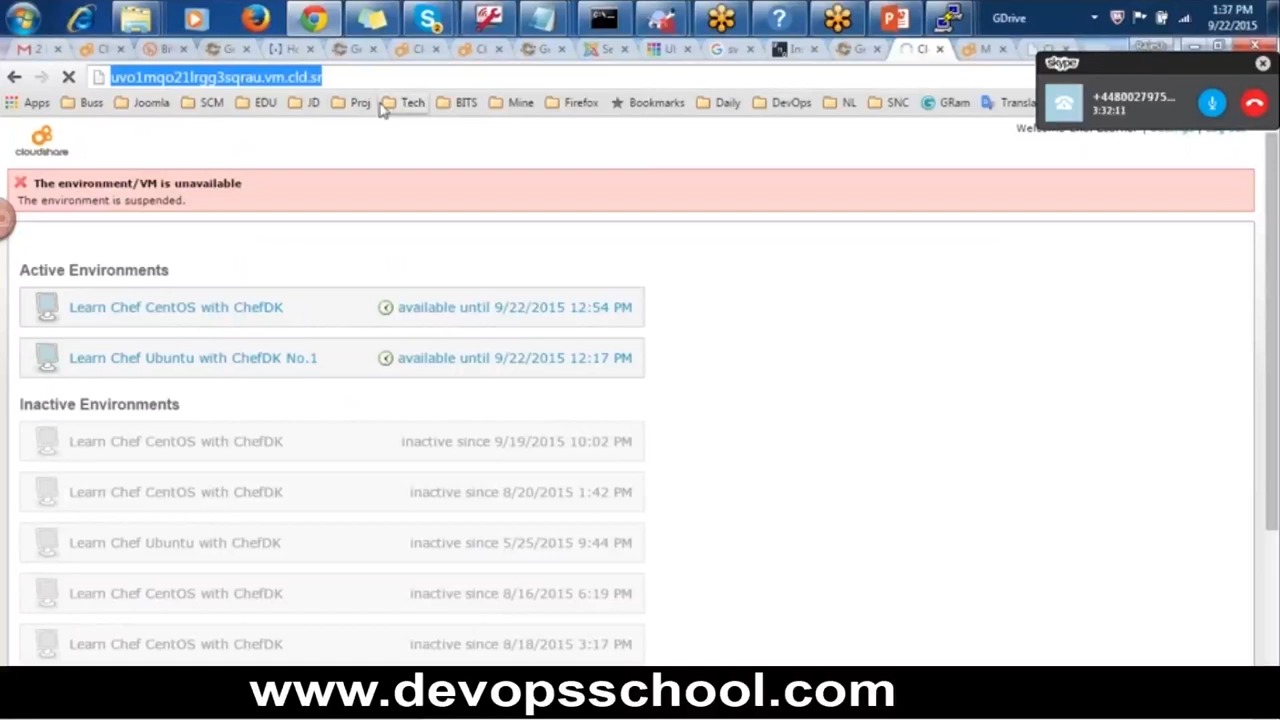 GDrive
1:37 PM
9/22/2015
uvo1mqo21lrgg3sqrau.vm.cld.sr
skype
+4480027975...
3:32:11
Apps
Buss
Joomla
SCM
EDU
JD
Proj
Tech
BITS
Mine
Firefox
Bookmarks
Daily
DevOps
NL
SNC
GRam
Transla
cloudshare
The environment/VM is unavailable
The environment is suspended.
Active Environments
Learn Chef CentOS with ChefDK available until 9/22/2015 12:54 PM
Learn Chef Ubuntu with ChefDK No.1 available until 9/22/2015 12:17 PM
Inactive Environments
Learn Chef CentOS with ChefDK inactive since 9/19/2015 10:02 PM
Learn Chef CentOS with ChefDK inactive since 8/20/2015 1:42 PM
Learn Chef Ubuntu with ChefDK inactive since 5/25/2015 9:44 PM
Learn Chef CentOS with ChefDK inactive since 8/16/2015 6:19 PM
Learn Chef CentOS with ChefDK inactive since 8/18/2015 3:17 PM
www.devopsschool.com